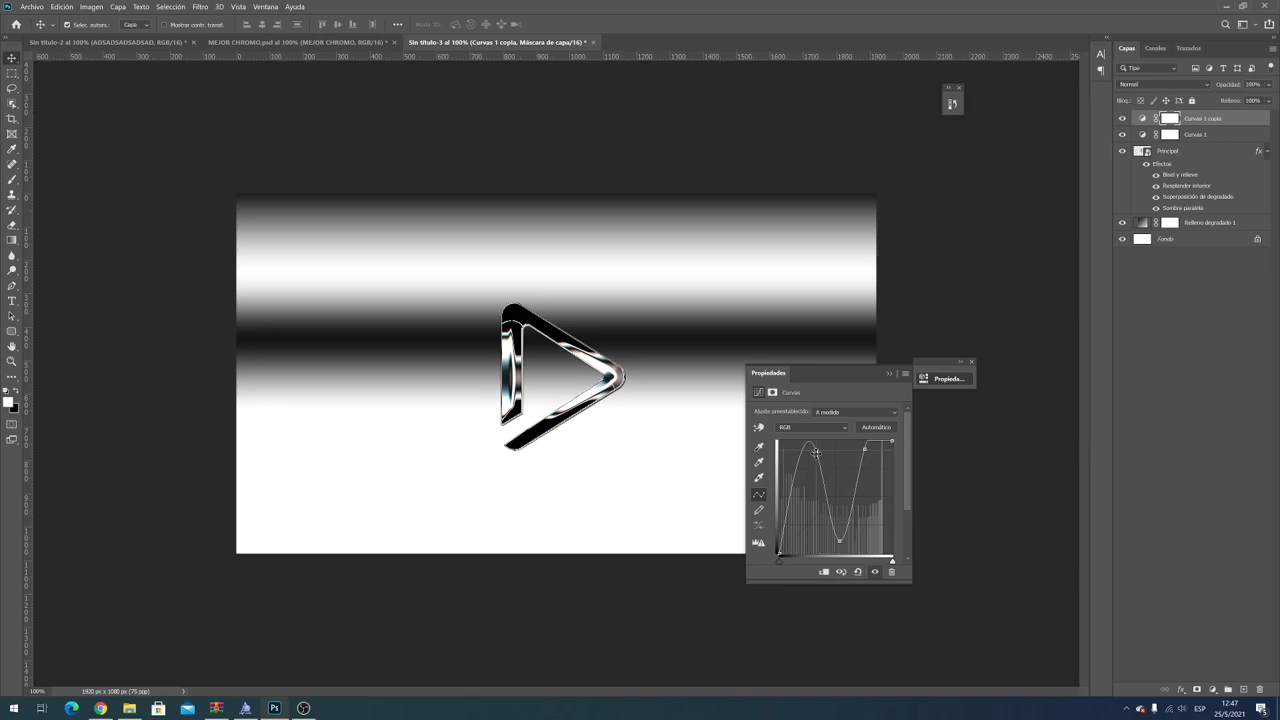 Archivo Edición Imagen Capa Texto Selección Filtro 3D Vista Ventana Ayuda
Selec. autom.: Capa Mostrar contr. transf. Modo 3D:
Sin título-2 al 100% (ADSADSADSADSAD, RGB/16) * × MEJOR CHROMO.psd al 100% (MEJOR CHROMO, RGB/16*) * × Sin título-3 al 100% (Curvas 1 copia, Máscara de capa/16) * ×
Capas Canales Trazados
Tipo
Normal Opacidad: 100%
Bloq.: Relleno: 100%
Curvas 1 copia
Curvas 1
Principal fx
Efectos
Bisel y relieve
Resplandor interior
Superposición de degradado
Sombra paralela
Relleno degradado 1
Fondo
Propieda...
Propiedades
Curvas
Ajuste preestablecido: A medida
RGB Automático
100% 1920 px x 1080 px (75 ppp)
ESP 12:47
25/5/2021